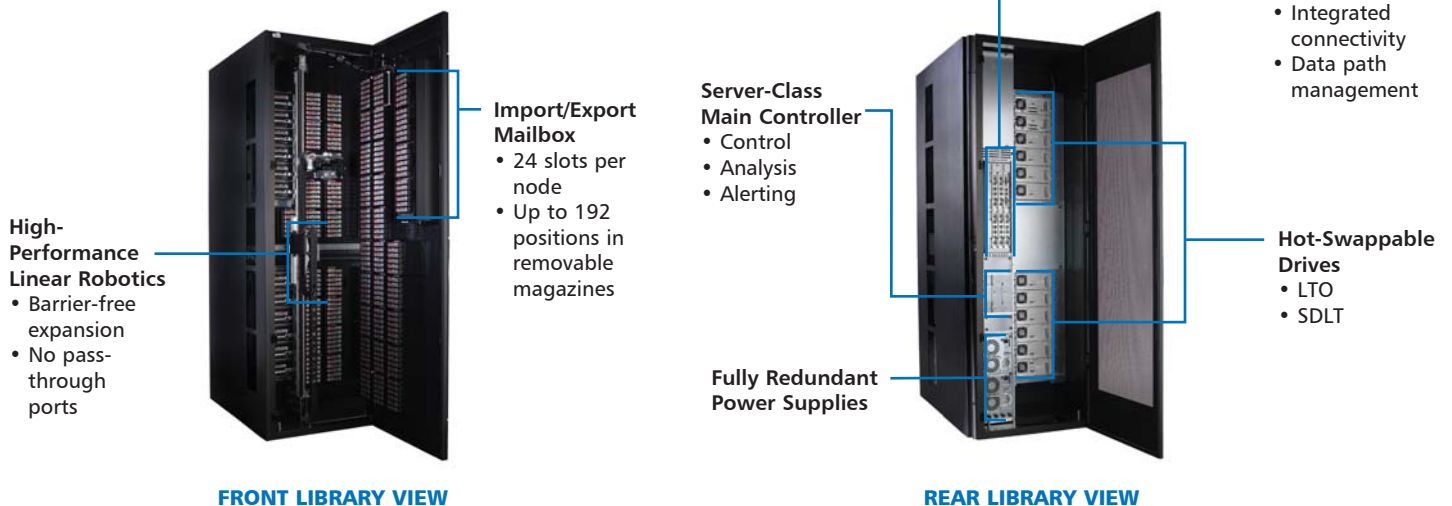 High-
Performance
Linear Robotics
• Barrier-free
expansion
• No pass-
through
ports
Import/Export
Mailbox
• 24 slots per
node
• Up to 192
positions in
removable
magazines
FRONT LIBRARY VIEW
Server-Class
Main Controller
• Control
• Analysis
• Alerting
Fully Redundant
Power Supplies
• Integrated
connectivity
• Data path
management
Hot-Swappable
Drives
• LTO
• SDLT
REAR LIBRARY VIEW